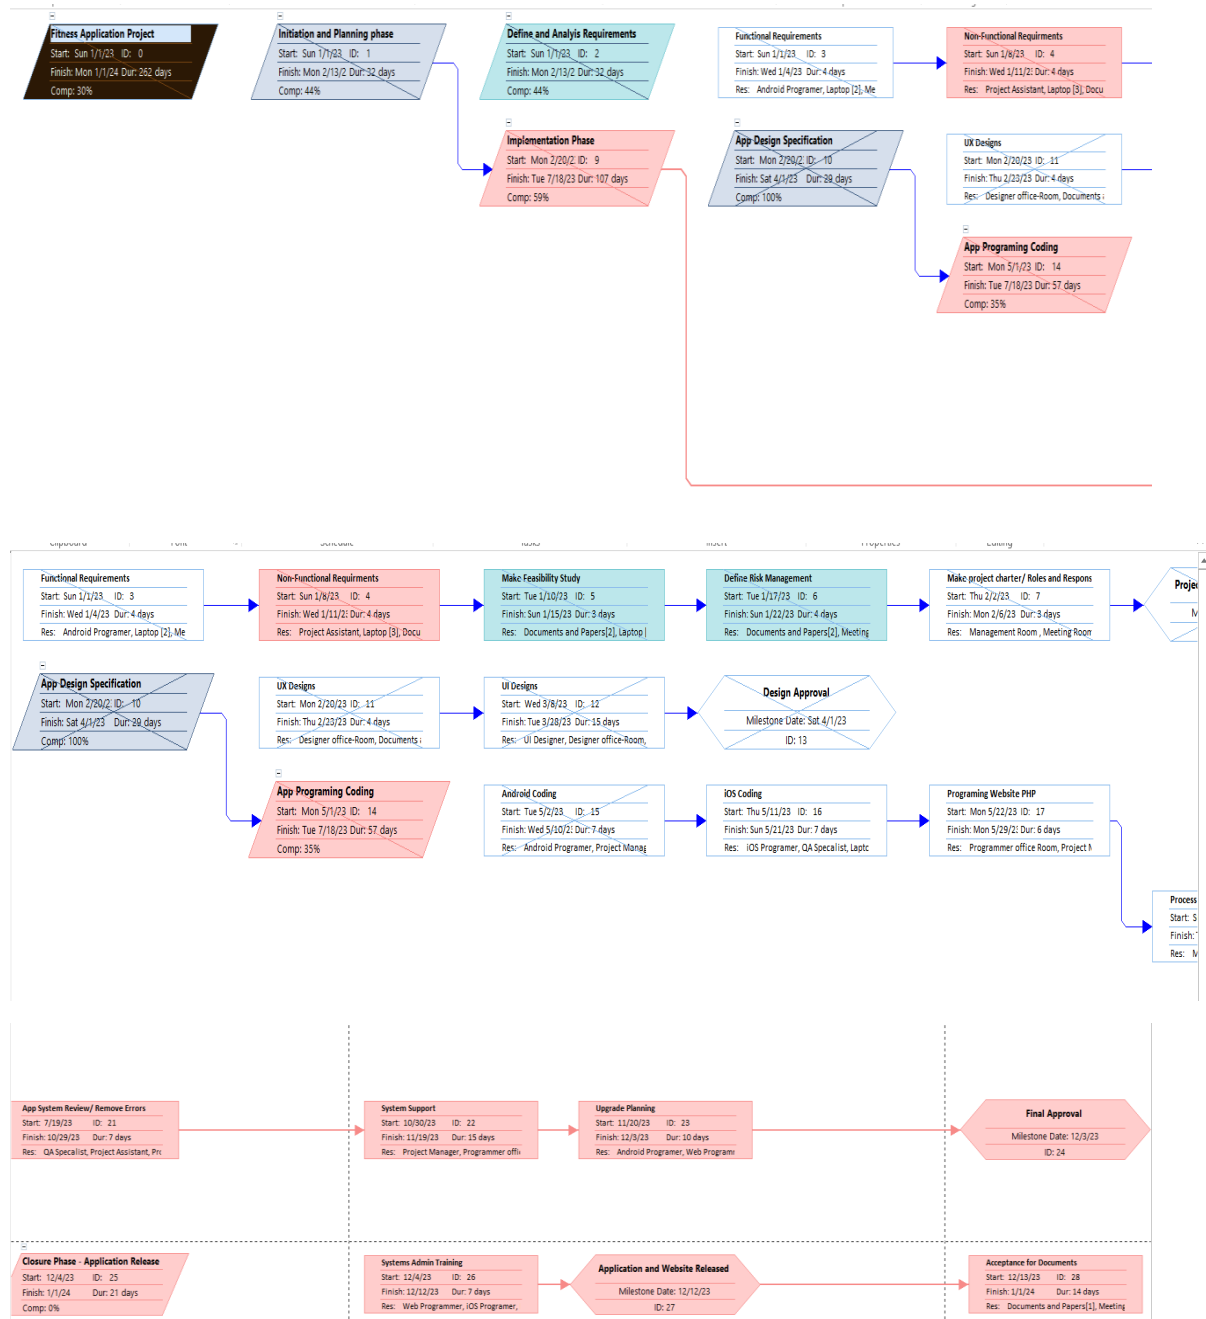 Fitness Application Project
Start: Sun 1/1/23 ID: 0
Finish: Mon 1/1/24 Dur: 262 days
Comp: 30%
Initiation and Planning phase
Start: Sun 1/1/23 ID: 1
Finish: Mon 2/13/2 Dur: 32 days
Comp: 44%
Define and Analyis Requirements
Start: Sun 1/1/23 ID: 2
Finish: Mon 2/13/2 Dur: 32 days
Comp: 44%
Functional Requirments
Start: Sun 1/1/23 ID: 3
Finish: Wed 1/4/23 Dur: 4 days
Res: Android Programer, Laptop [2], Me
Non-Functional Requirments
Start: Sun 1/8/23 ID: 4
Finish: Wed 1/11/2: Dur: 4 days
Res: Project Assistant, Laptop [3], Docu
Implementation Phase
Start: Mon 2/20/2. ID: 9
Finish: Tue 7/18/23 Dur: 107 days
Comp: 59%
App Design Specification
Start: Mon 2/20/2. ID: 10
Finish: Sat 4/1/23 Dur: 29 days
Comp: 100%
UX Designs
Start: Mon 2/20/23 ID: 11
Finish: Thu 2/23/23 Dur: 4 days
Res: Designer office-Room, Documents
App Programing Coding
Start: Mon 5/1/23 ID: 14
Finish: Tue 7/18/23 Dur: 57 days
Comp: 35%
Functional Requirments
Start: Sun 1/1/23 ID: 3
Finish: Wed 1/4/23 Dur: 4 days
Res: Android Programer, Laptop [2], Me
Non-Functional Requirments
Start: Sun 1/8/23 ID: 4
Finish: Wed 1/11/2: Dur: 4 days
Res: Project Assistant, Laptop [3], Docu
Make Feasibility Study
Start: Tue 1/10/23 ID: 5
Finish: Sun 1/15/23 Dur: 3 days
Res: Documents and Papers[2], Laptop
Define Risk Management
Start: Tue 1/17/23 ID: 6
Finish: Sun 1/22/23 Dur: 4 days
Res: Documents and Papers[2], Meeting
Make project charter/ Roles and Respons
Start: Thu 2/2/23 ID: 7
Finish: Mon 2/6/23 Dur: 3 days
Res: Management Room , Meeting Room
Projec
M
App Design Specification
Start: Mon 2/20/2. ID: 10
Finish: Sat 4/1/23 Dur: 29 days
Comp: 100%
UX Designs
Start: Mon 2/20/23 ID: 11
Finish: Thu 2/23/23 Dur: 4 days
Res: Designer office-Room, Documents
UI Designs
Start: Wed 3/8/23 ID: 12
Finish: Tue 3/28/23 Dur: 15 days
Res: UI Designer, Designer office-Room,
Design Approval
Milestone Date: Sat 4/1/23
ID: 13
App Programing Coding
Start: Mon 5/1/23 ID: 14
Finish: Tue 7/18/23 Dur: 57 days
Comp: 35%
Android Coding
Start: Tue 5/2/23 ID: 15
Finish: Wed 5/10/2: Dur: 7 days
Res: Android Programer, Project Manag
iOS Coding
Start: Thu 5/11/23 ID: 16
Finish: Sun 5/21/23 Dur: 7 days
Res: iOS Programer, QA Specalist, Laptc
Programing Website PHP
Start: Mon 5/22/23 ID: 17
Finish: Mon 5/29/2: Dur: 6 days
Res: Programmer office Room, Project M
Process
Start: S
Finish:
Res: M
App System Review/ Remove Errors
Start: 7/19/23 ID: 21
Finish: 10/29/23 Dur: 7 days
Res: QA Specalist, Project Assistant, Prc
System Support
Start: 10/30/23 ID: 22
Finish: 11/19/23 Dur: 15 days
Res: Project Manager, Programmer offi
Upgrade Planning
Start: 11/20/23 ID: 23
Finish: 12/3/23 Dur: 10 days
Res: Android Programer, Web Programr
Final Approval
Milestone Date: 12/3/23
ID: 24
Closure Phase - Application Release
Start: 12/4/23 ID: 25
Finish: 1/1/24 Dur: 21 days
Comp: 0%
Systems Admin Training
Start: 12/4/23 ID: 26
Finish: 12/12/23 Dur: 7 days
Res: Web Programmer, iOS Programer,
Application and Website Released
Milestone Date: 12/12/23
ID: 27
Acceptance for Documents
Start: 12/13/23 ID: 28
Finish: 1/1/24 Dur: 14 days
Res: Documents and Papers[1], Meeting